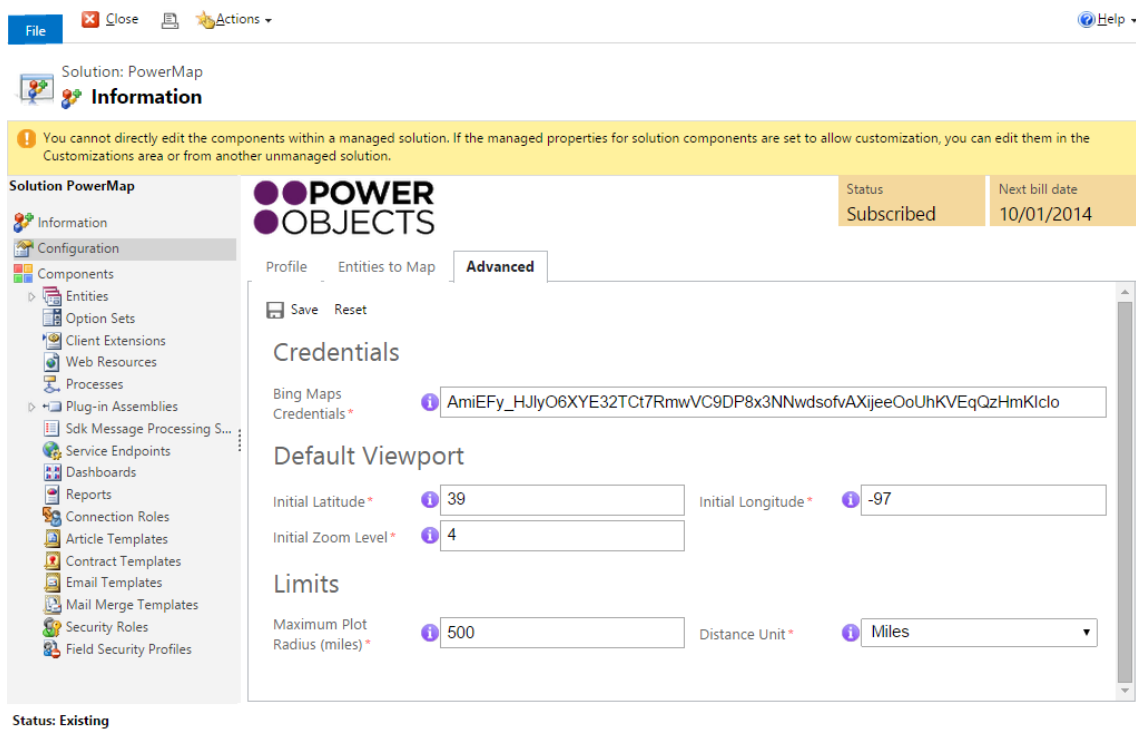 File
Close
Actions
Help
Solution: PowerMap
Information
You cannot directly edit the components within a managed solution. If the managed properties for solution components are set to allow customization, you can edit them in the
Customizations area or from another unmanaged solution.
Solution PowerMap
Information
Configuration
Components
Entities
Option Sets
Client Extensions
Web Resources
Processes
Plug-in Assemblies
Sdk Message Processing S...
Service Endpoints
Dashboards
Reports
Connection Roles
Article Templates
Contract Templates
Email Templates
Mail Merge Templates
Security Roles
Field Security Profiles
POWER
OBJECTS
Status
Subscribed
Next bill date
10/01/2014
Profile
Entities to Map
Advanced
Save
Reset
Credentials
Bing Maps
Credentials*
AmiEFy_HJlyO6XYE32TCt7RmwVC9DP8x3NNwdsofvAXijeeOoUhKVEqQzHmKIclo
Default Viewport
Initial Latitude*
39
Initial Longitude*
-97
Initial Zoom Level*
4
Limits
Maximum Plot
Radius (miles)*
500
Distance Unit*
Miles
Status: Existing